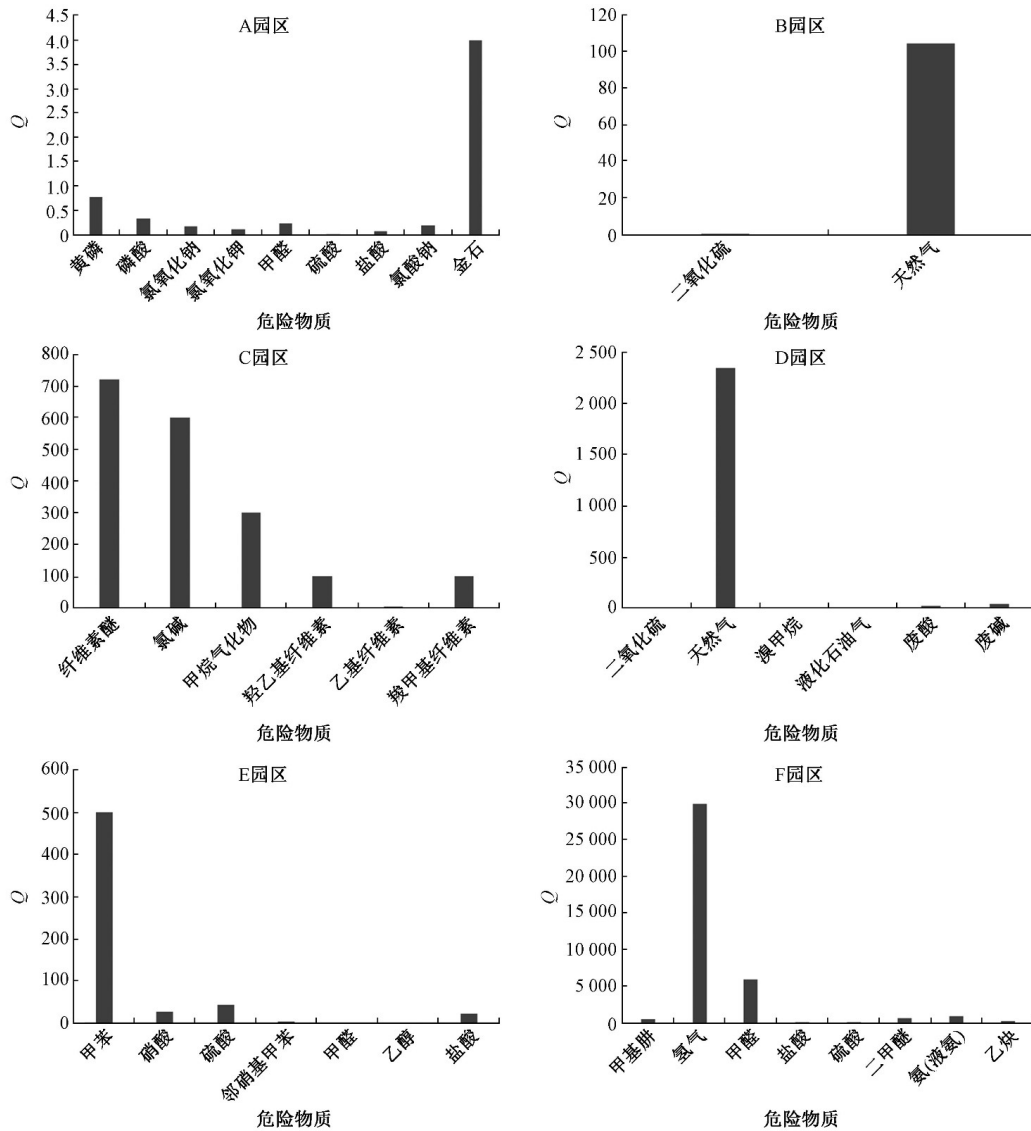 A园区
4.5
4.0
3.5
3.0
2.5
2.0
1.5
1.0
0.5
0
Q
黄磷
磷酸
氯氧化钠
氯氧化钾
甲醛
硫酸
盐酸
氯酸钠
金石
危险物质
B园区
120
100
80
60
40
20
0
Q
二氧化硫
天然气
危险物质
C园区
800
700
600
500
400
300
200
100
0
Q
纤维素醚
氯碱
甲烷气化物
羟乙基纤维素
乙基纤维素
羧甲基纤维素
危险物质
D园区
2 500
2 000
1 500
1 000
500
0
Q
二氧化硫
天然气
溴甲烷
液化石油气
废酸
废碱
危险物质
E园区
600
500
400
300
200
100
0
Q
甲苯
硝酸
硫酸
邻硝基甲苯
甲醛
乙醇
盐酸
危险物质
F园区
35 000
30 000
25 000
20 000
15 000
10 000
5 000
0
Q
甲基肼
氢气
甲醛
盐酸
硫酸
二甲醚
氨(液氨)
乙炔
危险物质